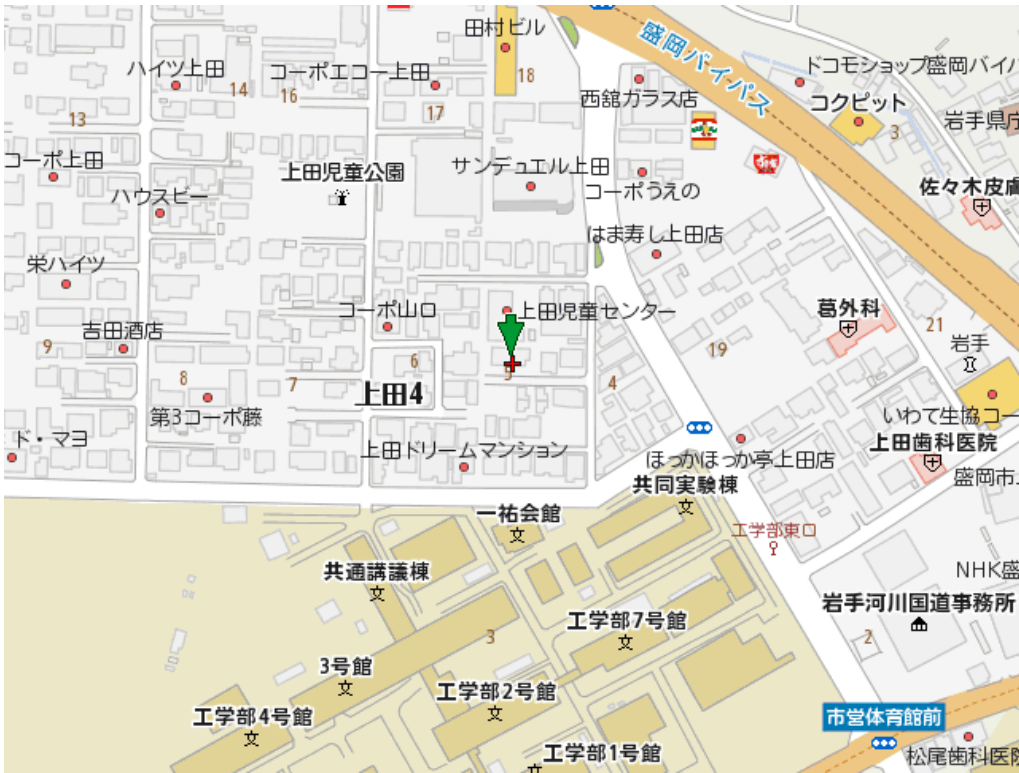 田村ビル
盛岡バイパス
ハイツ上田
コーポエコー上田
18
ドコモショップ盛岡バイパ
14
16
西舘ガラス店
コクピット
13
17
3
岩手県庁
コーポ上田
上田児童公園
サンデュエル上田
すき家
ハウスビー
コーポうえの
佐々木皮膚
はま寿し上田店
栄ハイツ
コーポ山口
上田児童センター
葛外科
21
吉田酒店
9
6
19
岩手
8
7
5
4
上田4
第3コーポ藤
いわて生協コー
ド・マヨ
上田ドリームマンション
上田歯科医院
ほっかほっか亭上田店
盛岡市上
共同実験棟
一祐会館
工学部東口
共通講議棟
NHK盛
岩手河川国道事務所
工学部7号館
3
2
3号館
工学部2号館
工学部4号館
市営体育館前
工学部1号館
松尾歯科医院